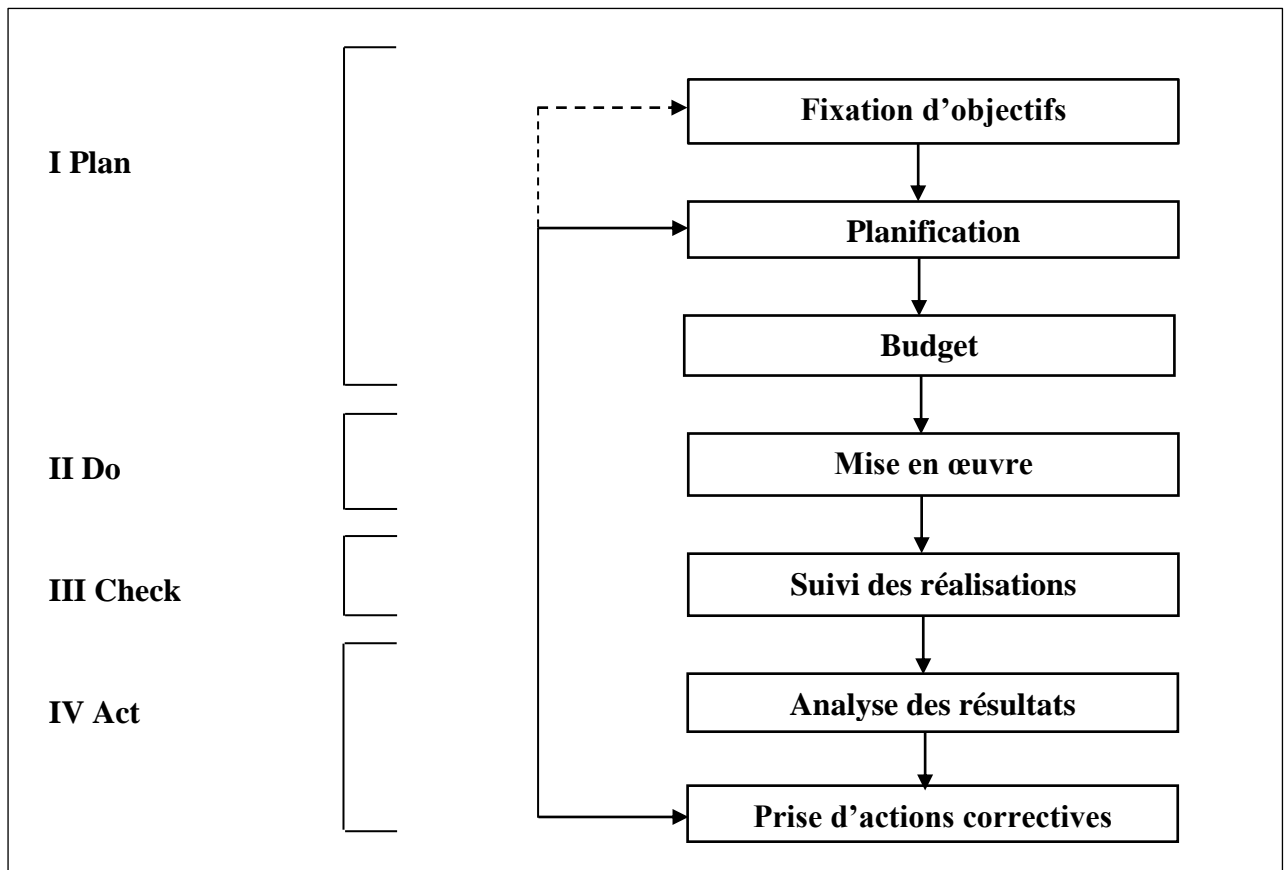 Fixation d’objectifs
I Plan
Planification
Budget
II Do
Mise en œuvre
III Check
Suivi des réalisations
IV Act
Analyse des résultats
Prise d’actions correctives